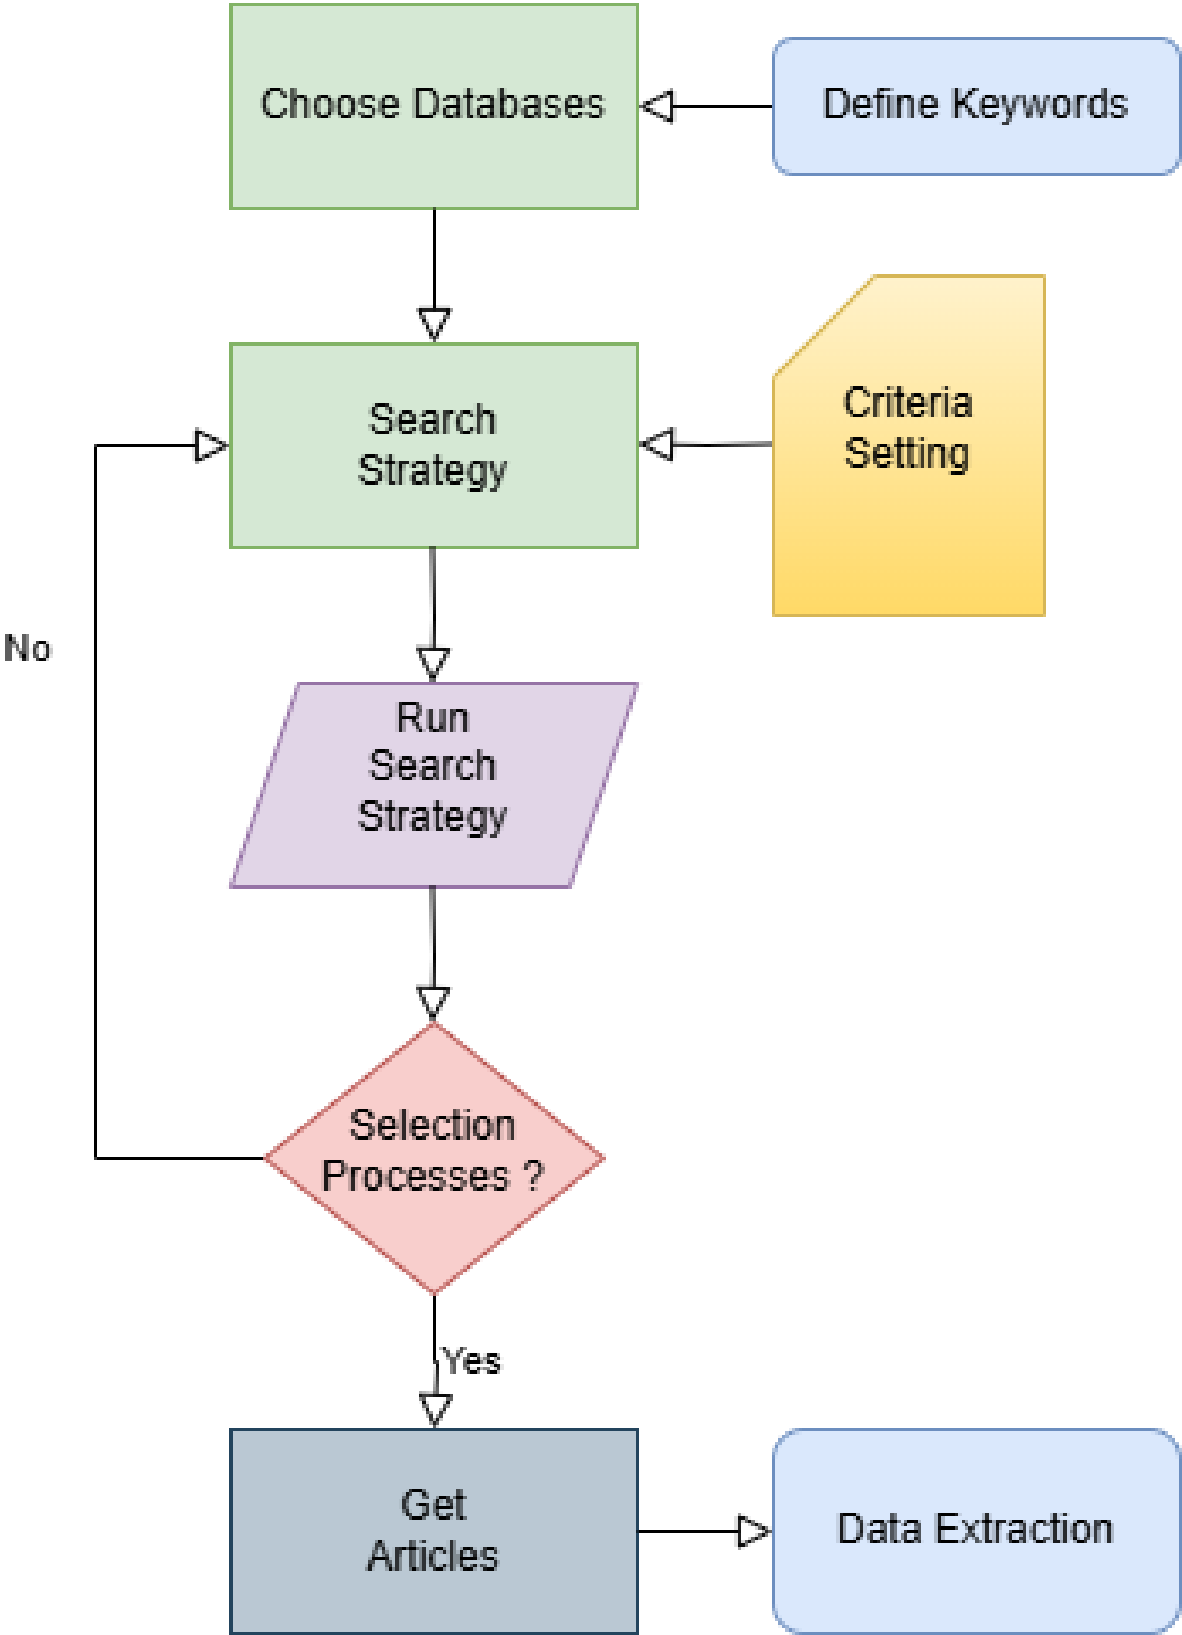 Choose Databases
Define Keywords
Search
Strategy
Criteria
Setting
No
Run
Search
Strategy
Selection
Processes ?
Yes
Get
Articles
Data Extraction